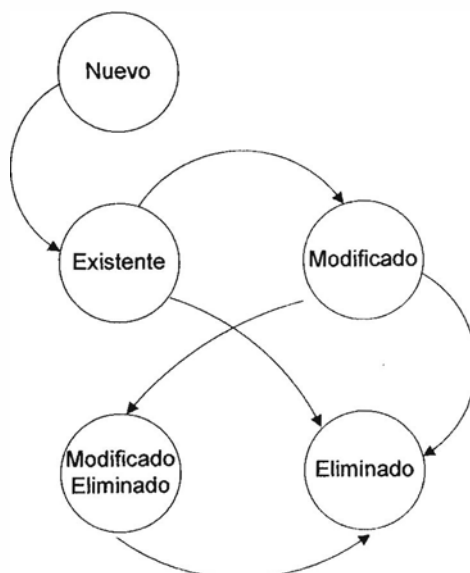 Nuevo
Existente
Modificado
Modificado
Eliminado
Eliminado